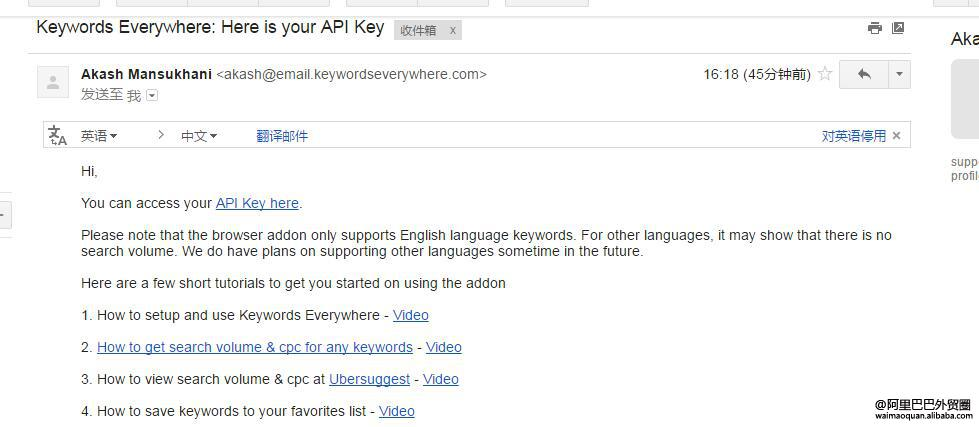 Keywords Everywhere: Here is your API Key 收件箱 x
Aka
Akash Mansukhani <akash@email.keywordseverywhere.com> 16:18 (45分钟前)
发送至 我
英语 > 中文 翻译邮件 对英语停用 ×
Hi,
supp
profil
You can access your API Key here.
Please note that the browser addon only supports English language keywords. For other languages, it may show that there is no
search volume. We do have plans on supporting other languages sometime in the future.
Here are a few short tutorials to get you started on using the addon
1. How to setup and use Keywords Everywhere - Video
2. How to get search volume & cpc for any keywords - Video
3. How to view search volume & cpc at Ubersuggest - Video
4. How to save keywords to your favorites list - Video
@阿里巴巴外贸圈
waimaoquan.alibaba.com